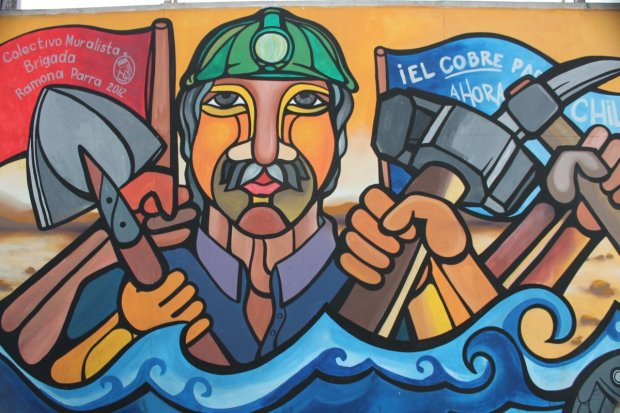 Colectivo Muralista
Brigada
Ramona Parra 2012
¡EL COBRE PA
AHORA
CHIL